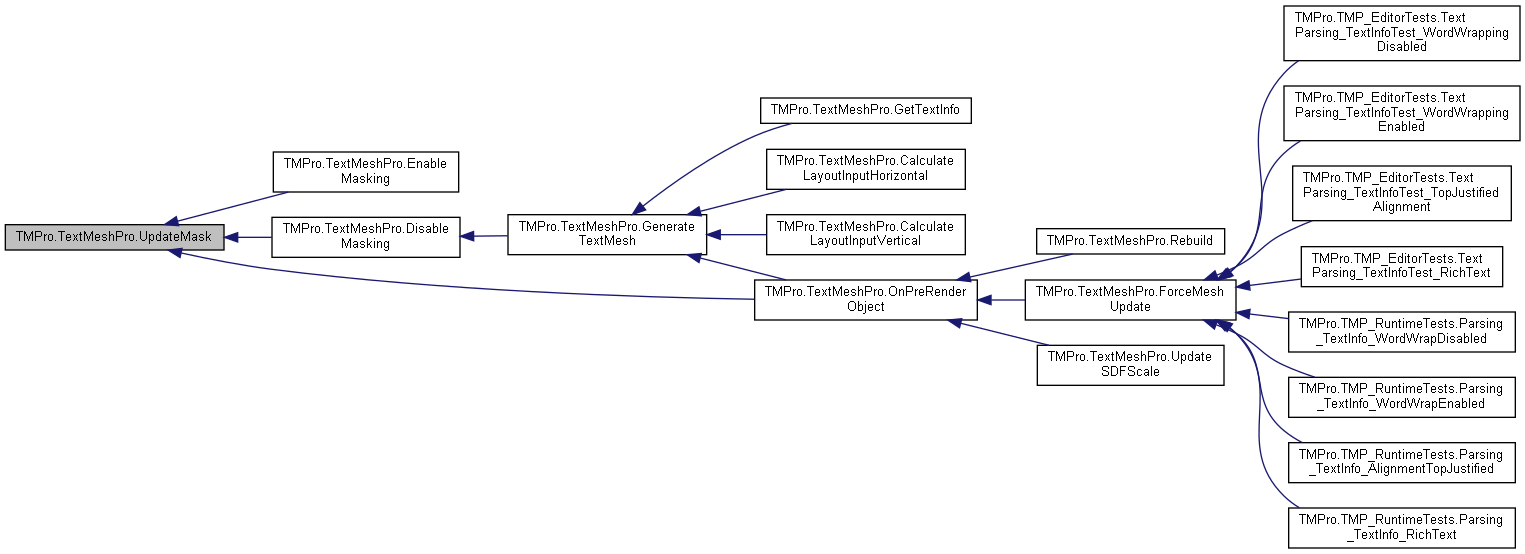 TMPro.TextMeshPro.UpdateMask
TMPro.TextMeshPro.Enable
Masking
TMPro.TextMeshPro.Disable
Masking
TMPro.TextMeshPro.Generate
TextMesh
TMPro.TextMeshPro.GetTextInfo
TMPro.TextMeshPro.Calculate
LayoutInputHorizontal
TMPro.TextMeshPro.Calculate
LayoutInputVertical
TMPro.TextMeshPro.OnPreRender
Object
TMPro.TextMeshPro.Rebuild
TMPro.TextMeshPro.ForceMesh
Update
TMPro.TextMeshPro.Update
SDFScale
TMPro.TMP_EditorTests.Text
Parsing_TextInfoTest_WordWrapping
Disabled
TMPro.TMP_EditorTests.Text
Parsing_TextInfoTest_WordWrapping
Enabled
TMPro.TMP_EditorTests.Text
Parsing_TextInfoTest_TopJustified
Alignment
TMPro.TMP_EditorTests.Text
Parsing_TextInfoTest_RichText
TMPro.TMP_RuntimeTests.Parsing
_TextInfo_WordWrapDisabled
TMPro.TMP_RuntimeTests.Parsing
_TextInfo_WordWrapEnabled
TMPro.TMP_RuntimeTests.Parsing
_TextInfo_AlignmentTopJustified
TMPro.TMP_RuntimeTests.Parsing
_TextInfo_RichText